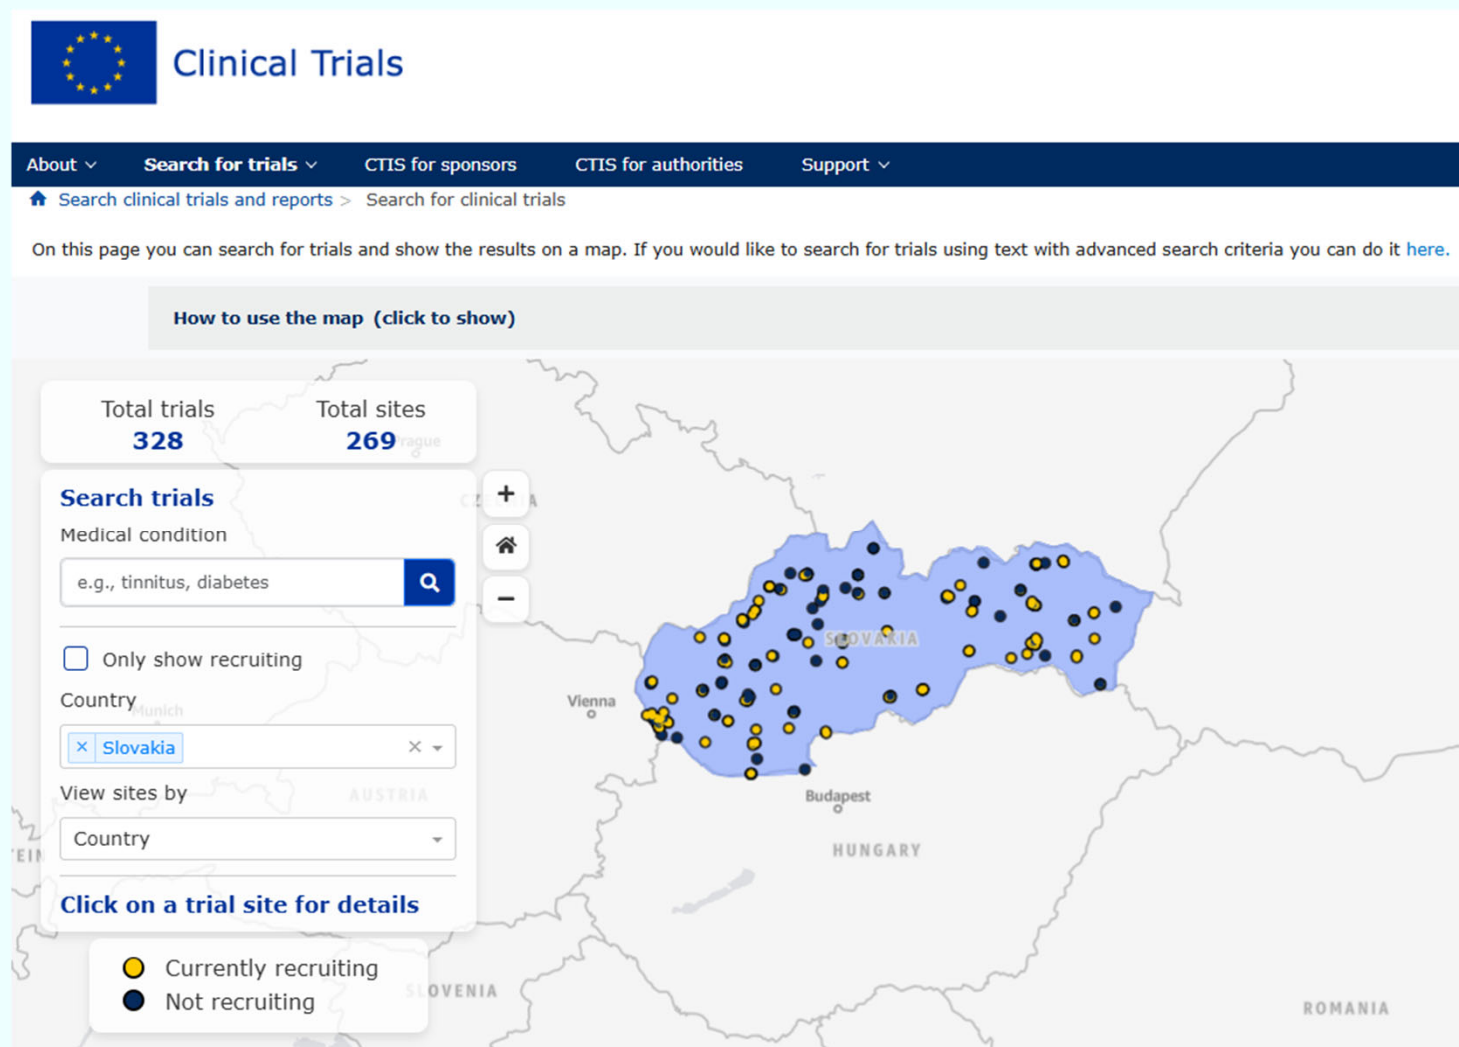 Clinical Trials
About
Search for trials
CTIS for sponsors
CTIS for authorities
Support
Search clinical trials and reports > Search for clinical trials
On this page you can search for trials and show the results on a map. If you would like to search for trials using text with advanced search criteria you can do it here.
How to use the map (click to show)
Total trials
328
Total sites
269
Prague
Search trials
Medical condition
e.g., tinnitus, diabetes
Only show recruiting
Country
Munich
× Slovakia ×
View sites by
AUSTRIA
Country
Click on a trial site for details
Currently recruiting
Not recruiting
SLOVENIA
+
−
SLOVAKIA
Vienna
Budapest
HUNGARY
ROMANIA